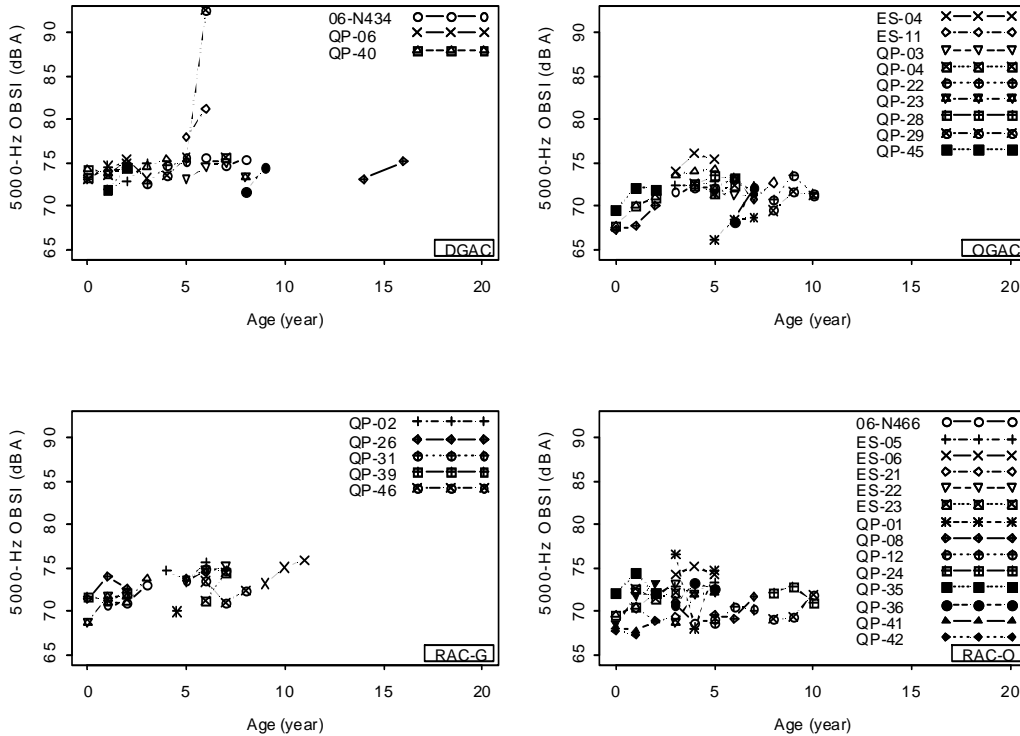 5000-Hz OBSI (dBA)
90
85
80
75
70
65
06-N434
QP-06
QP-40
DGAC
0 5 10 15 20
Age (year)
5000-Hz OBSI (dBA)
90
85
80
75
70
65
ES-04
ES-11
QP-03
QP-04
QP-22
QP-23
QP-28
QP-29
QP-45
OGAC
0 5 10 15 20
Age (year)
5000-Hz OBSI (dBA)
90
85
80
75
70
65
QP-02
QP-26
QP-31
QP-39
QP-46
RAC-G
0 5 10 15 20
Age (year)
5000-Hz OBSI (dBA)
90
85
80
75
70
65
06-N466
ES-05
ES-06
ES-21
ES-22
ES-23
QP-01
QP-08
QP-12
QP-24
QP-35
QP-36
QP-41
QP-42
RAC-O
0 5 10 15 20
Age (year)